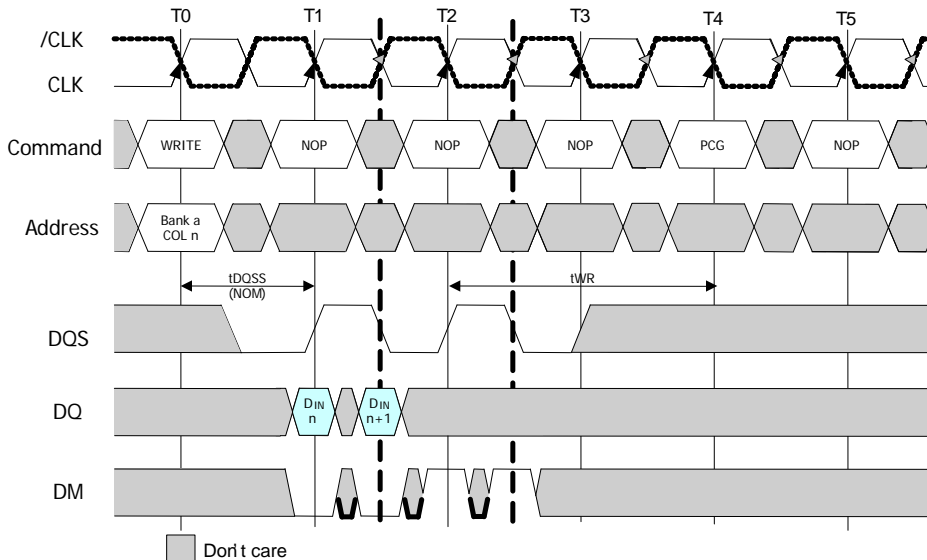 T0 T1 T2 T3 T4 T5
/CLK
CLK
Command WRITE NOP NOP NOP PCG NOP
Address Bank a
COL n
tDQSS
(NOM)
tWR
DQS
DQ DIN
n
DIN
n+1
DM
Don't care